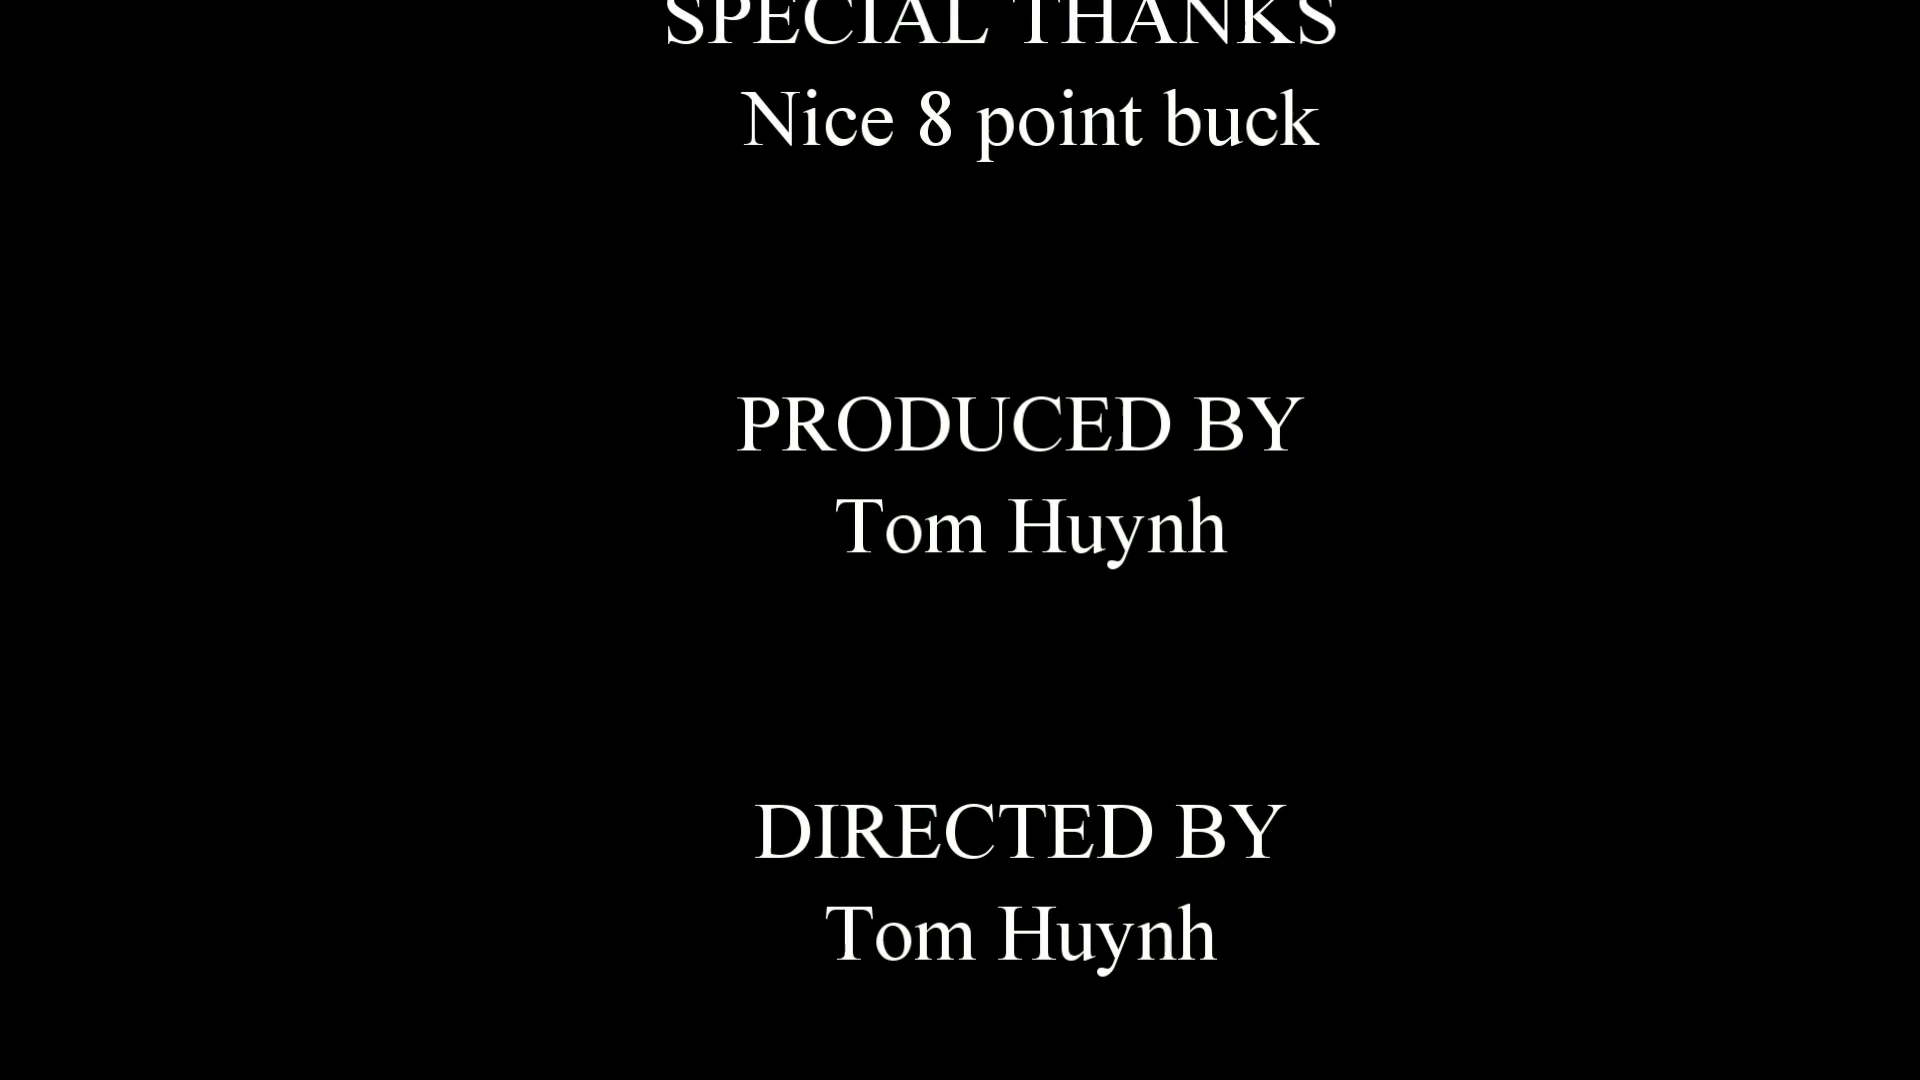 SPECIAL THANKS
Nice 8 point buck
PRODUCED BY
Tom Huynh
DIRECTED BY
Tom Huynh